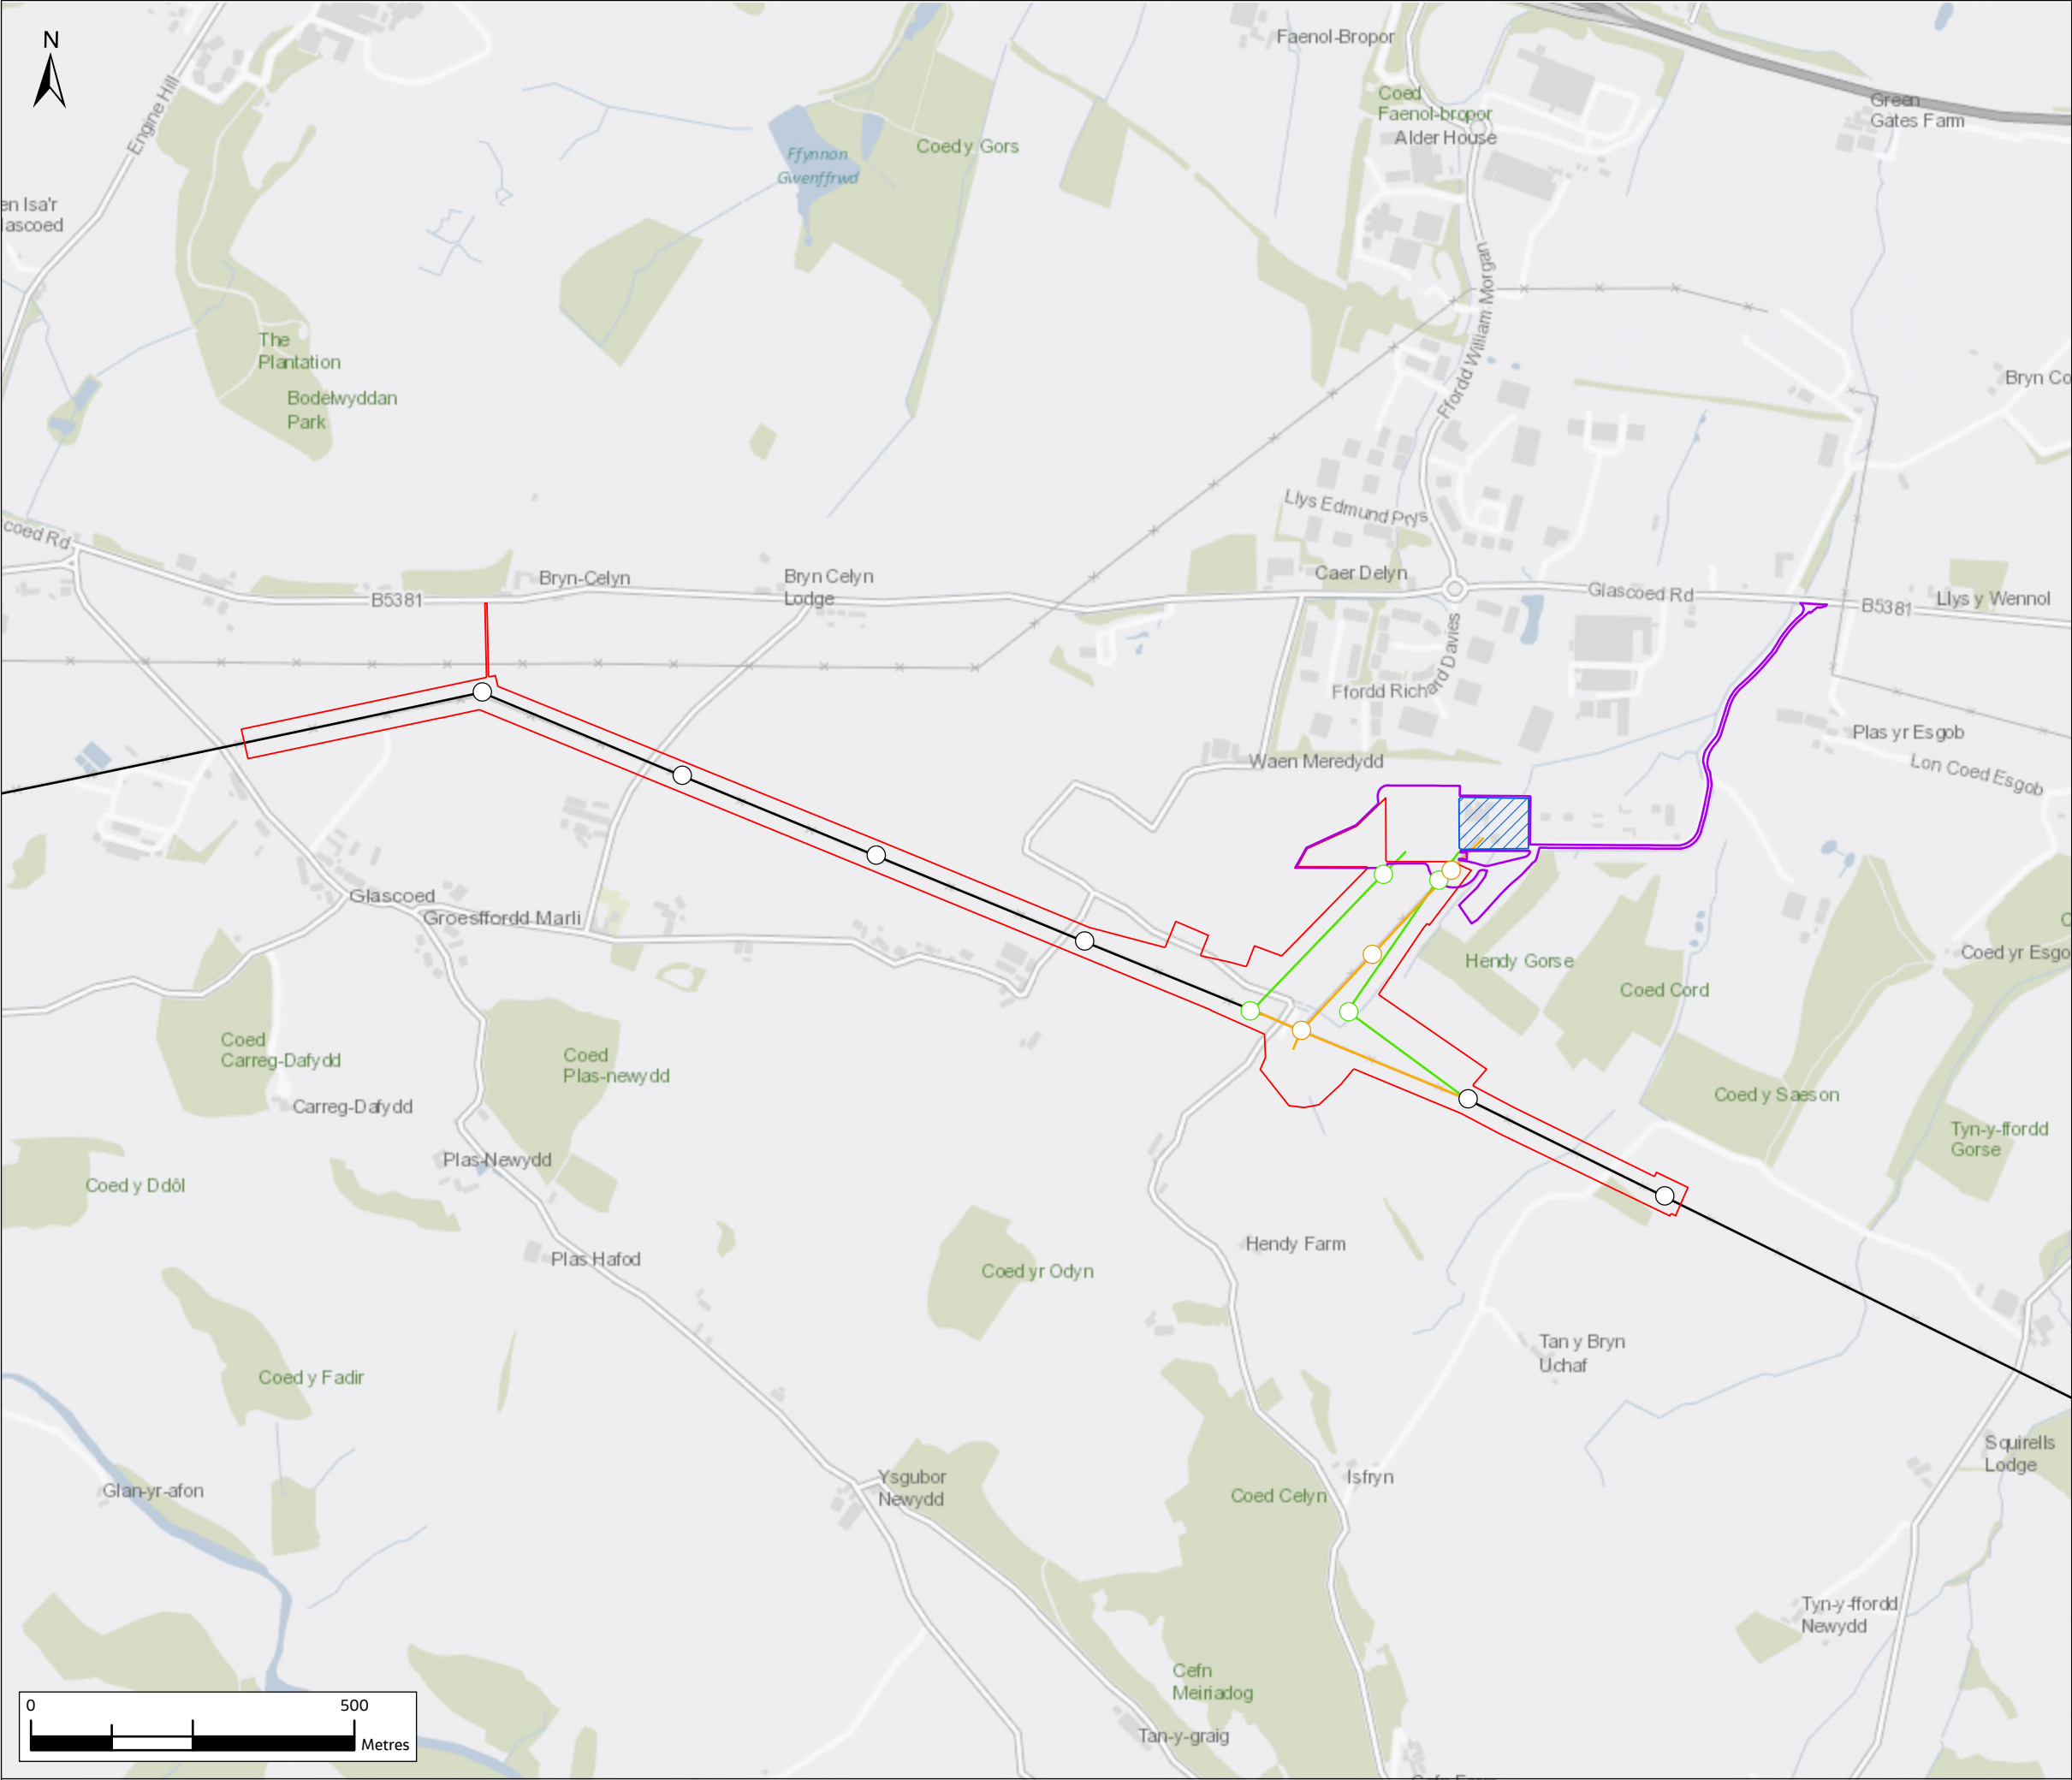 N
Faenol-Bropor
Engine Hill
Coed
Faenol-bropor
Alder House
Green
Gates Farm
Coed y Gors
Ffynnon
Gwenffrwd
en Isa'r
lascoed
Ffordd William Morgan
The
Plantation
Bodelwyddan
Park
Bryn Co
Llys Edmund Prys
coed Rd
Bryn-Celyn
Bryn Celyn
Lodge
Caer Delyn
B5381
Glascoed Rd
B5381
Llys y Wennol
Ffordd Richard Davies
Plas yr Esgob
Waen Meredydd
Lon Coed Esgob
Glascoed
Groesffordd Marli
C
Coed yr Esgo
Hendy Gorse
Coed Cord
Coed
Carreg-Dafydd
Coed
Plas-newydd
Carreg-Dafydd
Coed y Saeson
Tyn-y-ffordd
Gorse
Plas-Newydd
Coed y Ddôl
Plas Hafod
Hendy Farm
Coed yr Odyn
Tan y Bryn
Uchaf
Coed y Fadir
Squirells
Lodge
Glan-yr-afon
Ysgubor
Newydd
Isfryn
Coed Celyn
Tyn-y-ffordd
Newydd
Cefn
Meiriadog
Tan-y-graig
0 500
Metres